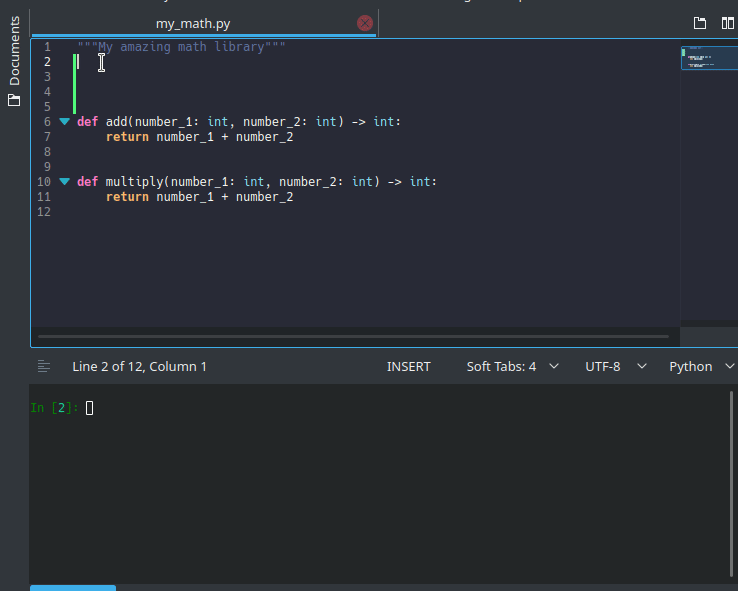 my_math.py
Documents
1 """My amazing math library"""
2
3
4
5
6 def add(number_1: int, number_2: int) -> int:
7     return number_1 + number_2
8
9
10 def multiply(number_1: int, number_2: int) -> int:
11     return number_1 + number_2
12
Line 2 of 12, Column 1 INSERT Soft Tabs: 4 UTF-8 Python
In [2]: